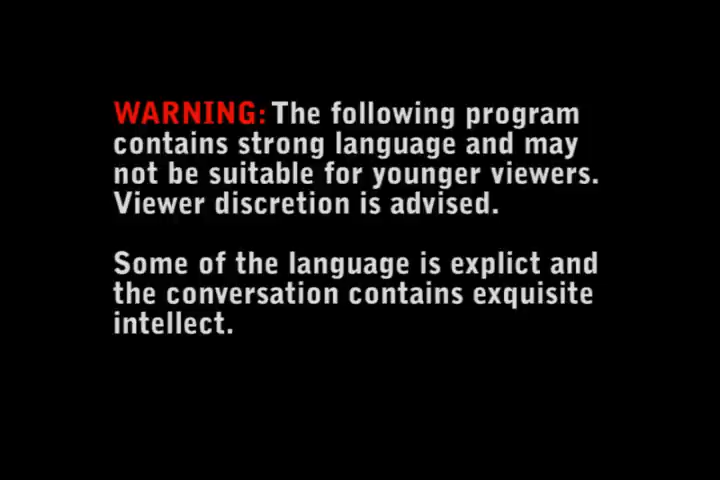 WARNING: The following program
contains strong language and may
not be suitable for younger viewers.
Viewer discretion is advised.
Some of the language is explict and
the conversation contains exquisite
intellect.